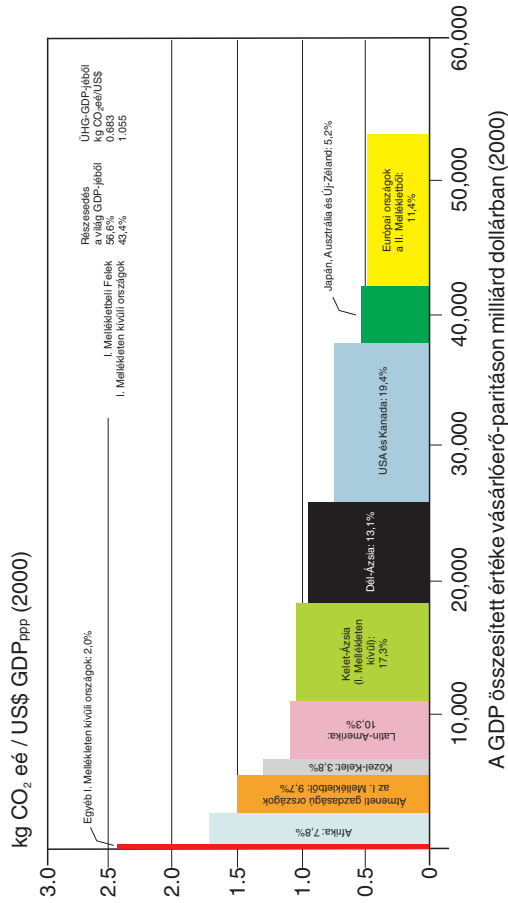 kg CO₂ eé / US$ GDPppp (2000)
3.0
2.5
2.0
1.5
1.0
0.5
0
Egyéb I. Mellékleten kívüli országok: 2,0%
Részesedés
a világ GDP-jéből
ÜHG-GDP-jéből
kg CO₂eé/US$
I. Mellékletbeli Felek
56,6%
0.683
I. Mellékleten kívüli országok
43,4%
1.055
Afrika: 7,8%
Átmeneti gazdaságú országok
az I. Mellékletből: 9,7%
Közel-Kelet: 3,8%
Latin-Amerika:
10,3%
Kelet-Ázsia
(I. Mellékleten
kívül):
17,3%
Dél-Ázsia: 13,1%
USA és Kanada: 19,4%
Japán, Ausztrália és Új-Zéland: 5,2%
Európai országok
a II. Mellékletből:
11,4%
10,000
20,000
30,000
40,000
50,000
60,000
A GDP összesített értéke vásárlóerő-paritáson milliárd dollárban (2000)